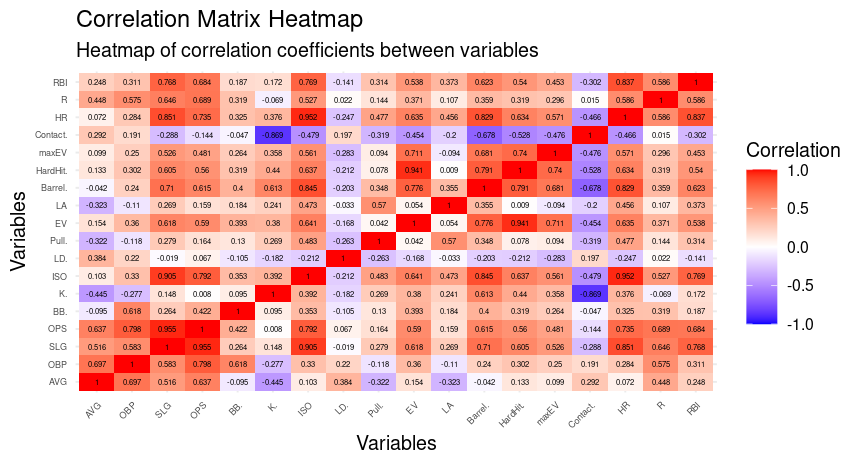 Correlation Matrix Heatmap
Heatmap of correlation coefficients between variables
RBI 0.248 0.311 0.768 0.684 0.187 0.172 0.769 -0.141 0.314 0.538 0.373 0.623 0.54 0.453 -0.302 0.837 0.586 1
R 0.448 0.575 0.646 0.689 0.319 -0.069 0.527 0.022 0.144 0.371 0.107 0.359 0.319 0.296 0.015 0.586 1 0.586
HR 0.072 0.284 0.851 0.735 0.325 0.376 0.952 -0.247 0.477 0.635 0.456 0.829 0.634 0.571 -0.466 1 0.586 0.837
Contact. 0.292 0.191 -0.288 -0.144 -0.047 -0.869 -0.479 0.197 -0.319 -0.454 -0.2 -0.678 -0.528 -0.476 1 -0.466 0.015 -0.302
maxEV 0.099 0.25 0.526 0.481 0.264 0.358 0.561 -0.283 0.094 0.711 -0.094 0.681 0.74 1 -0.476 0.571 0.296 0.453
HardHit. 0.133 0.302 0.605 0.56 0.319 0.44 0.637 -0.212 0.078 0.941 0.009 0.791 1 0.74 -0.528 0.634 0.319 0.54
Barrel. -0.042 0.24 0.71 0.615 0.4 0.613 0.845 -0.203 0.348 0.776 0.355 1 0.791 0.681 -0.678 0.829 0.359 0.623
LA -0.323 -0.11 0.269 0.159 0.184 0.241 0.473 -0.033 0.57 0.054 1 0.355 0.009 -0.094 -0.2 0.456 0.107 0.373
EV 0.154 0.36 0.618 0.59 0.393 0.38 0.641 -0.168 0.042 1 0.054 0.776 0.941 0.711 -0.454 0.635 0.371 0.538
Pull. -0.322 -0.118 0.279 0.164 0.13 0.269 0.483 -0.263 1 0.042 0.57 0.348 0.078 0.094 -0.319 0.477 0.144 0.314
LD. 0.384 0.22 -0.019 0.067 -0.105 -0.182 -0.212 1 -0.263 -0.168 -0.033 -0.203 -0.212 -0.283 0.197 -0.247 0.022 -0.141
ISO 0.103 0.33 0.905 0.792 0.353 0.392 1 -0.212 0.483 0.641 0.473 0.845 0.637 0.561 -0.479 0.952 0.527 0.769
K. -0.445 -0.277 0.148 0.008 0.095 1 0.392 -0.182 0.269 0.38 0.241 0.613 0.44 0.358 -0.869 0.376 -0.069 0.172
BB. -0.095 0.618 0.264 0.422 1 0.095 0.353 -0.105 0.13 0.393 0.184 0.4 0.319 0.264 -0.047 0.325 0.319 0.187
OPS 0.637 0.798 0.955 1 0.422 0.008 0.792 0.067 0.164 0.59 0.159 0.615 0.56 0.481 -0.144 0.735 0.689 0.684
SLG 0.516 0.583 1 0.955 0.264 0.148 0.905 -0.019 0.279 0.618 0.269 0.71 0.605 0.526 -0.288 0.851 0.646 0.768
OBP 0.697 1 0.583 0.798 0.618 -0.277 0.33 0.22 -0.118 0.36 -0.11 0.24 0.302 0.25 0.191 0.284 0.575 0.311
AVG 1 0.697 0.516 0.637 -0.095 -0.445 0.103 0.384 -0.322 0.154 -0.323 -0.042 0.133 0.099 0.292 0.072 0.448 0.248
AVG OBP SLG OPS BB. K. ISO LD. Pull. EV LA Barrel. HardHit. maxEV Contact. HR R RBI
Variables
Variables
Correlation
1.0
0.5
0.0
-0.5
-1.0